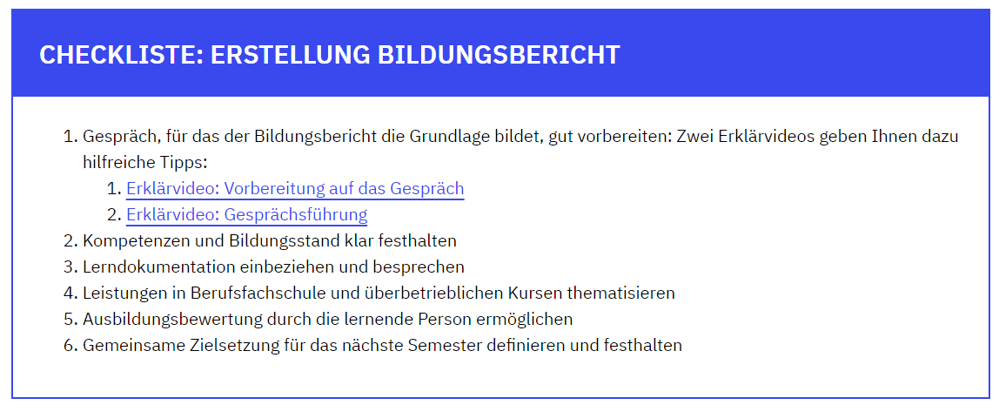 CHECKLISTE: ERSTELLUNG BILDUNGSBERICHT
1. Gespräch, für das der Bildungsbericht die Grundlage bildet, gut vorbereiten: Zwei Erklärvideos geben Ihnen dazu
hilfreiche Tipps:
1. Erklärvideo: Vorbereitung auf das Gespräch
2. Erklärvideo: Gesprächsführung
2. Kompetenzen und Bildungsstand klar festhalten
3. Lerndokumentation einbeziehen und besprechen
4. Leistungen in Berufsfachschule und überbetrieblichen Kursen thematisieren
5. Ausbildungsbewertung durch die lernende Person ermöglichen
6. Gemeinsame Zielsetzung für das nächste Semester definieren und festhalten